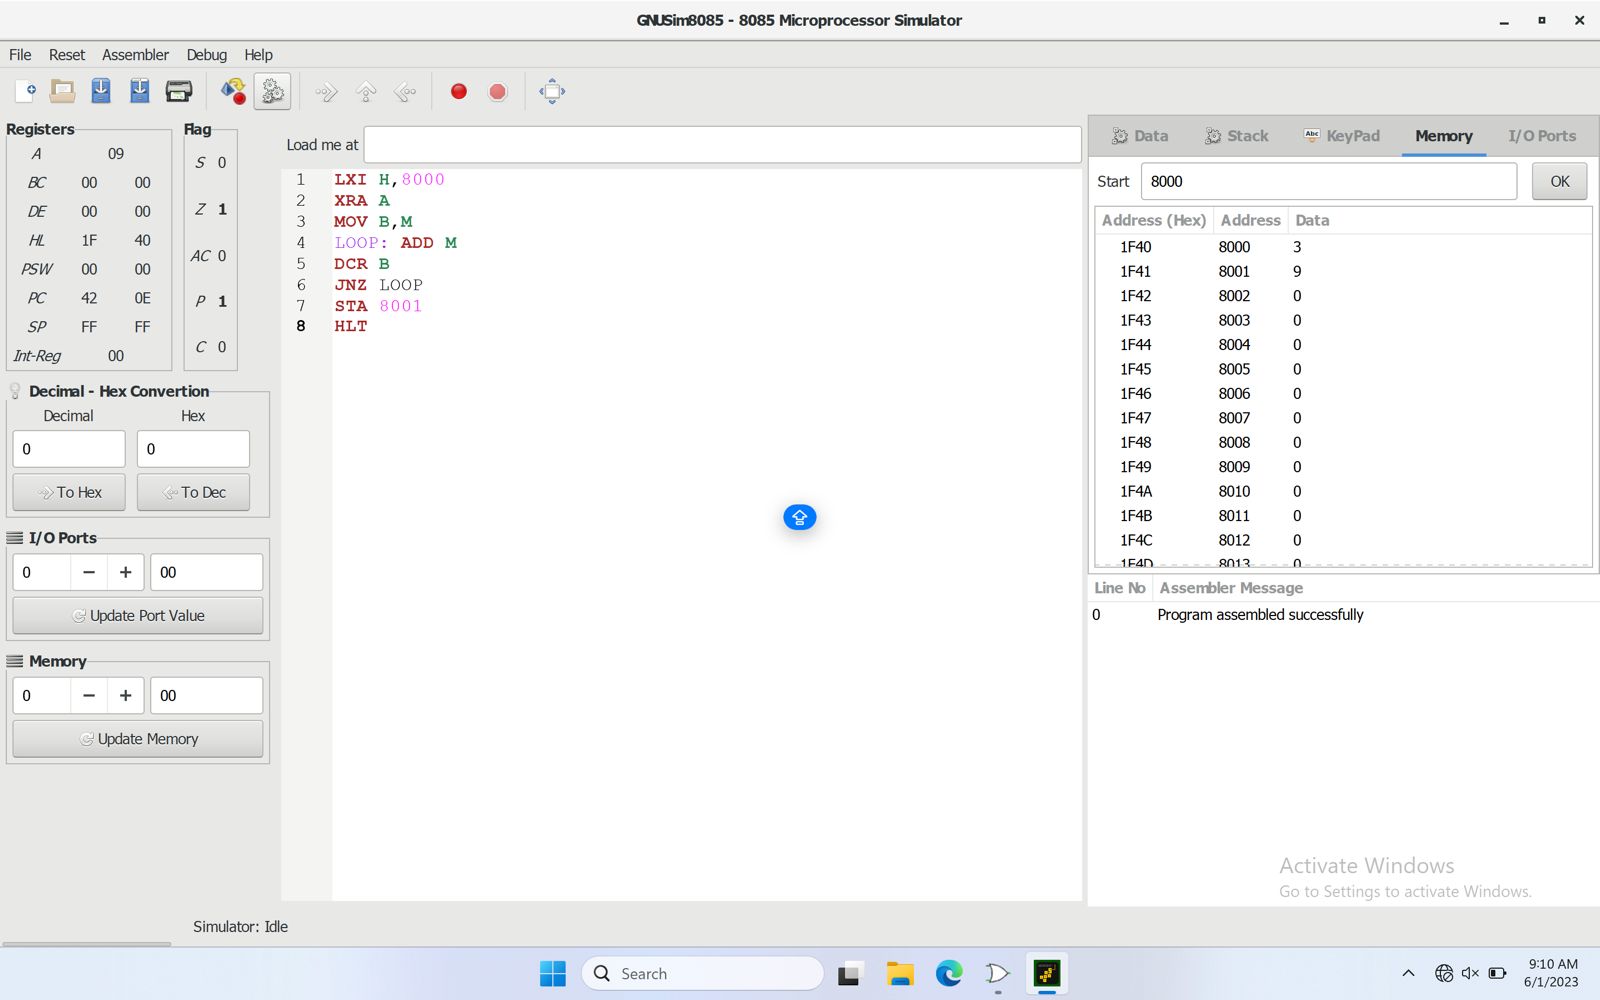 GNUSim8085 - 8085 Microprocessor Simulator
File Reset Assembler Debug Help
Registers
A 09
BC 00 00
DE 00 00
HL 1F 40
PSW 00 00
PC 42 0E
SP FF FF
Int-Reg 00
Flag
S 0
Z 1
AC 0
P 1
C 0
Decimal - Hex Convertion
Decimal Hex
0 0
To Hex To Dec
I/O Ports
0 − + 00
Update Port Value
Memory
0 − + 00
Update Memory
Load me at
1 LXI H,8000
2 XRA A
3 MOV B,M
4 LOOP: ADD M
5 DCR B
6 JNZ LOOP
7 STA 8001
8 HLT
Data Stack Abc KeyPad Memory I/O Ports
Start 8000 OK
Address (Hex) Address Data
1F40 8000 3
1F41 8001 9
1F42 8002 0
1F43 8003 0
1F44 8004 0
1F45 8005 0
1F46 8006 0
1F47 8007 0
1F48 8008 0
1F49 8009 0
1F4A 8010 0
1F4B 8011 0
1F4C 8012 0
1F4D 8013 0
Line No Assembler Message
0 Program assembled successfully
Activate Windows
Go to Settings to activate Windows.
Simulator: Idle
Search
9:10 AM
6/1/2023